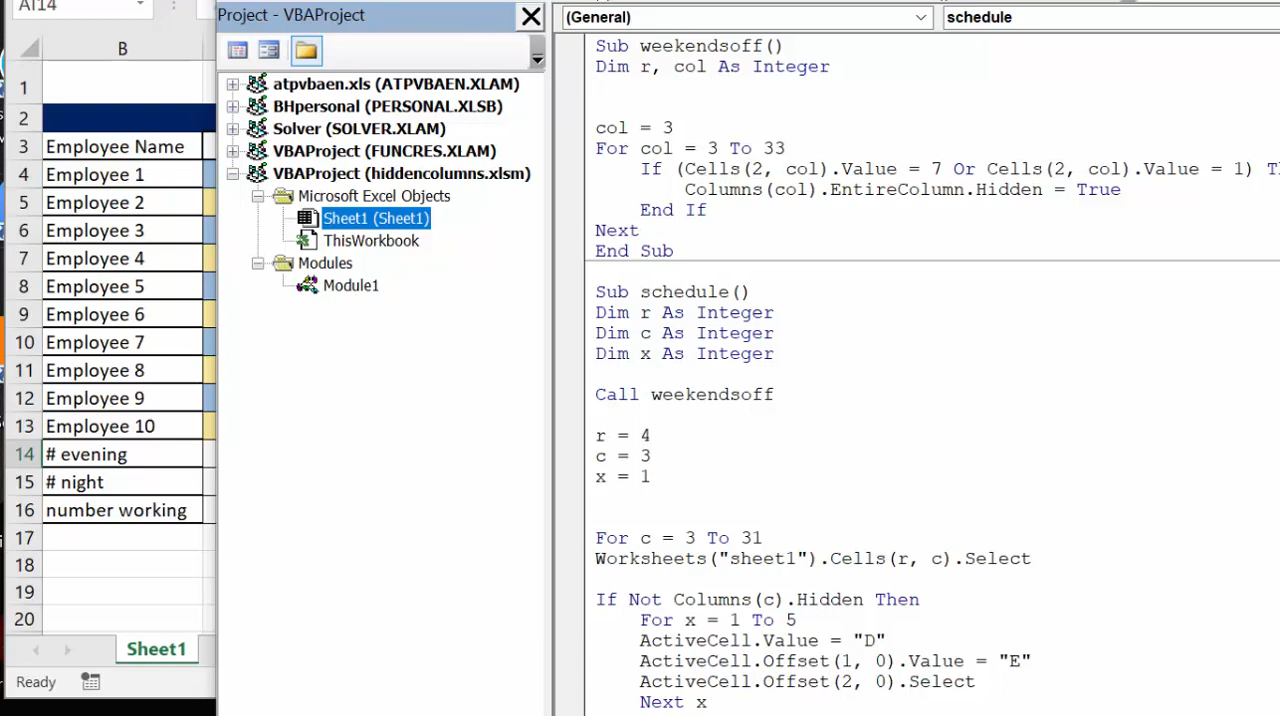 AT14
B
1
2
3 Employee Name
4 Employee 1
5 Employee 2
6 Employee 3
7 Employee 4
8 Employee 5
9 Employee 6
10 Employee 7
11 Employee 8
12 Employee 9
13 Employee 10
14 # evening
15 # night
16 number working
17
18
19
20
Sheet1
Ready
Project - VBAProject
atpvbaen.xls (ATPVBAEN.XLAM)
BHpersonal (PERSONAL.XLSB)
Solver (SOLVER.XLAM)
VBAProject (FUNCRES.XLAM)
VBAProject (hiddencolumns.xlsm)
Microsoft Excel Objects
Sheet1 (Sheet1)
ThisWorkbook
Modules
Module1
(General)
schedule
Sub weekendsoff()
Dim r, col As Integer
col = 3
For col = 3 To 33
If (Cells(2, col).Value = 7 Or Cells(2, col).Value = 1) T
Columns(col).EntireColumn.Hidden = True
End If
Next
End Sub
Sub schedule()
Dim r As Integer
Dim c As Integer
Dim x As Integer
Call weekendsoff
r = 4
c = 3
x = 1
For c = 3 To 31
Worksheets("sheet1").Cells(r, c).Select
If Not Columns(c).Hidden Then
For x = 1 To 5
ActiveCell.Value = "D"
ActiveCell.Offset(1, 0).Value = "E"
ActiveCell.Offset(2, 0).Select
Next x